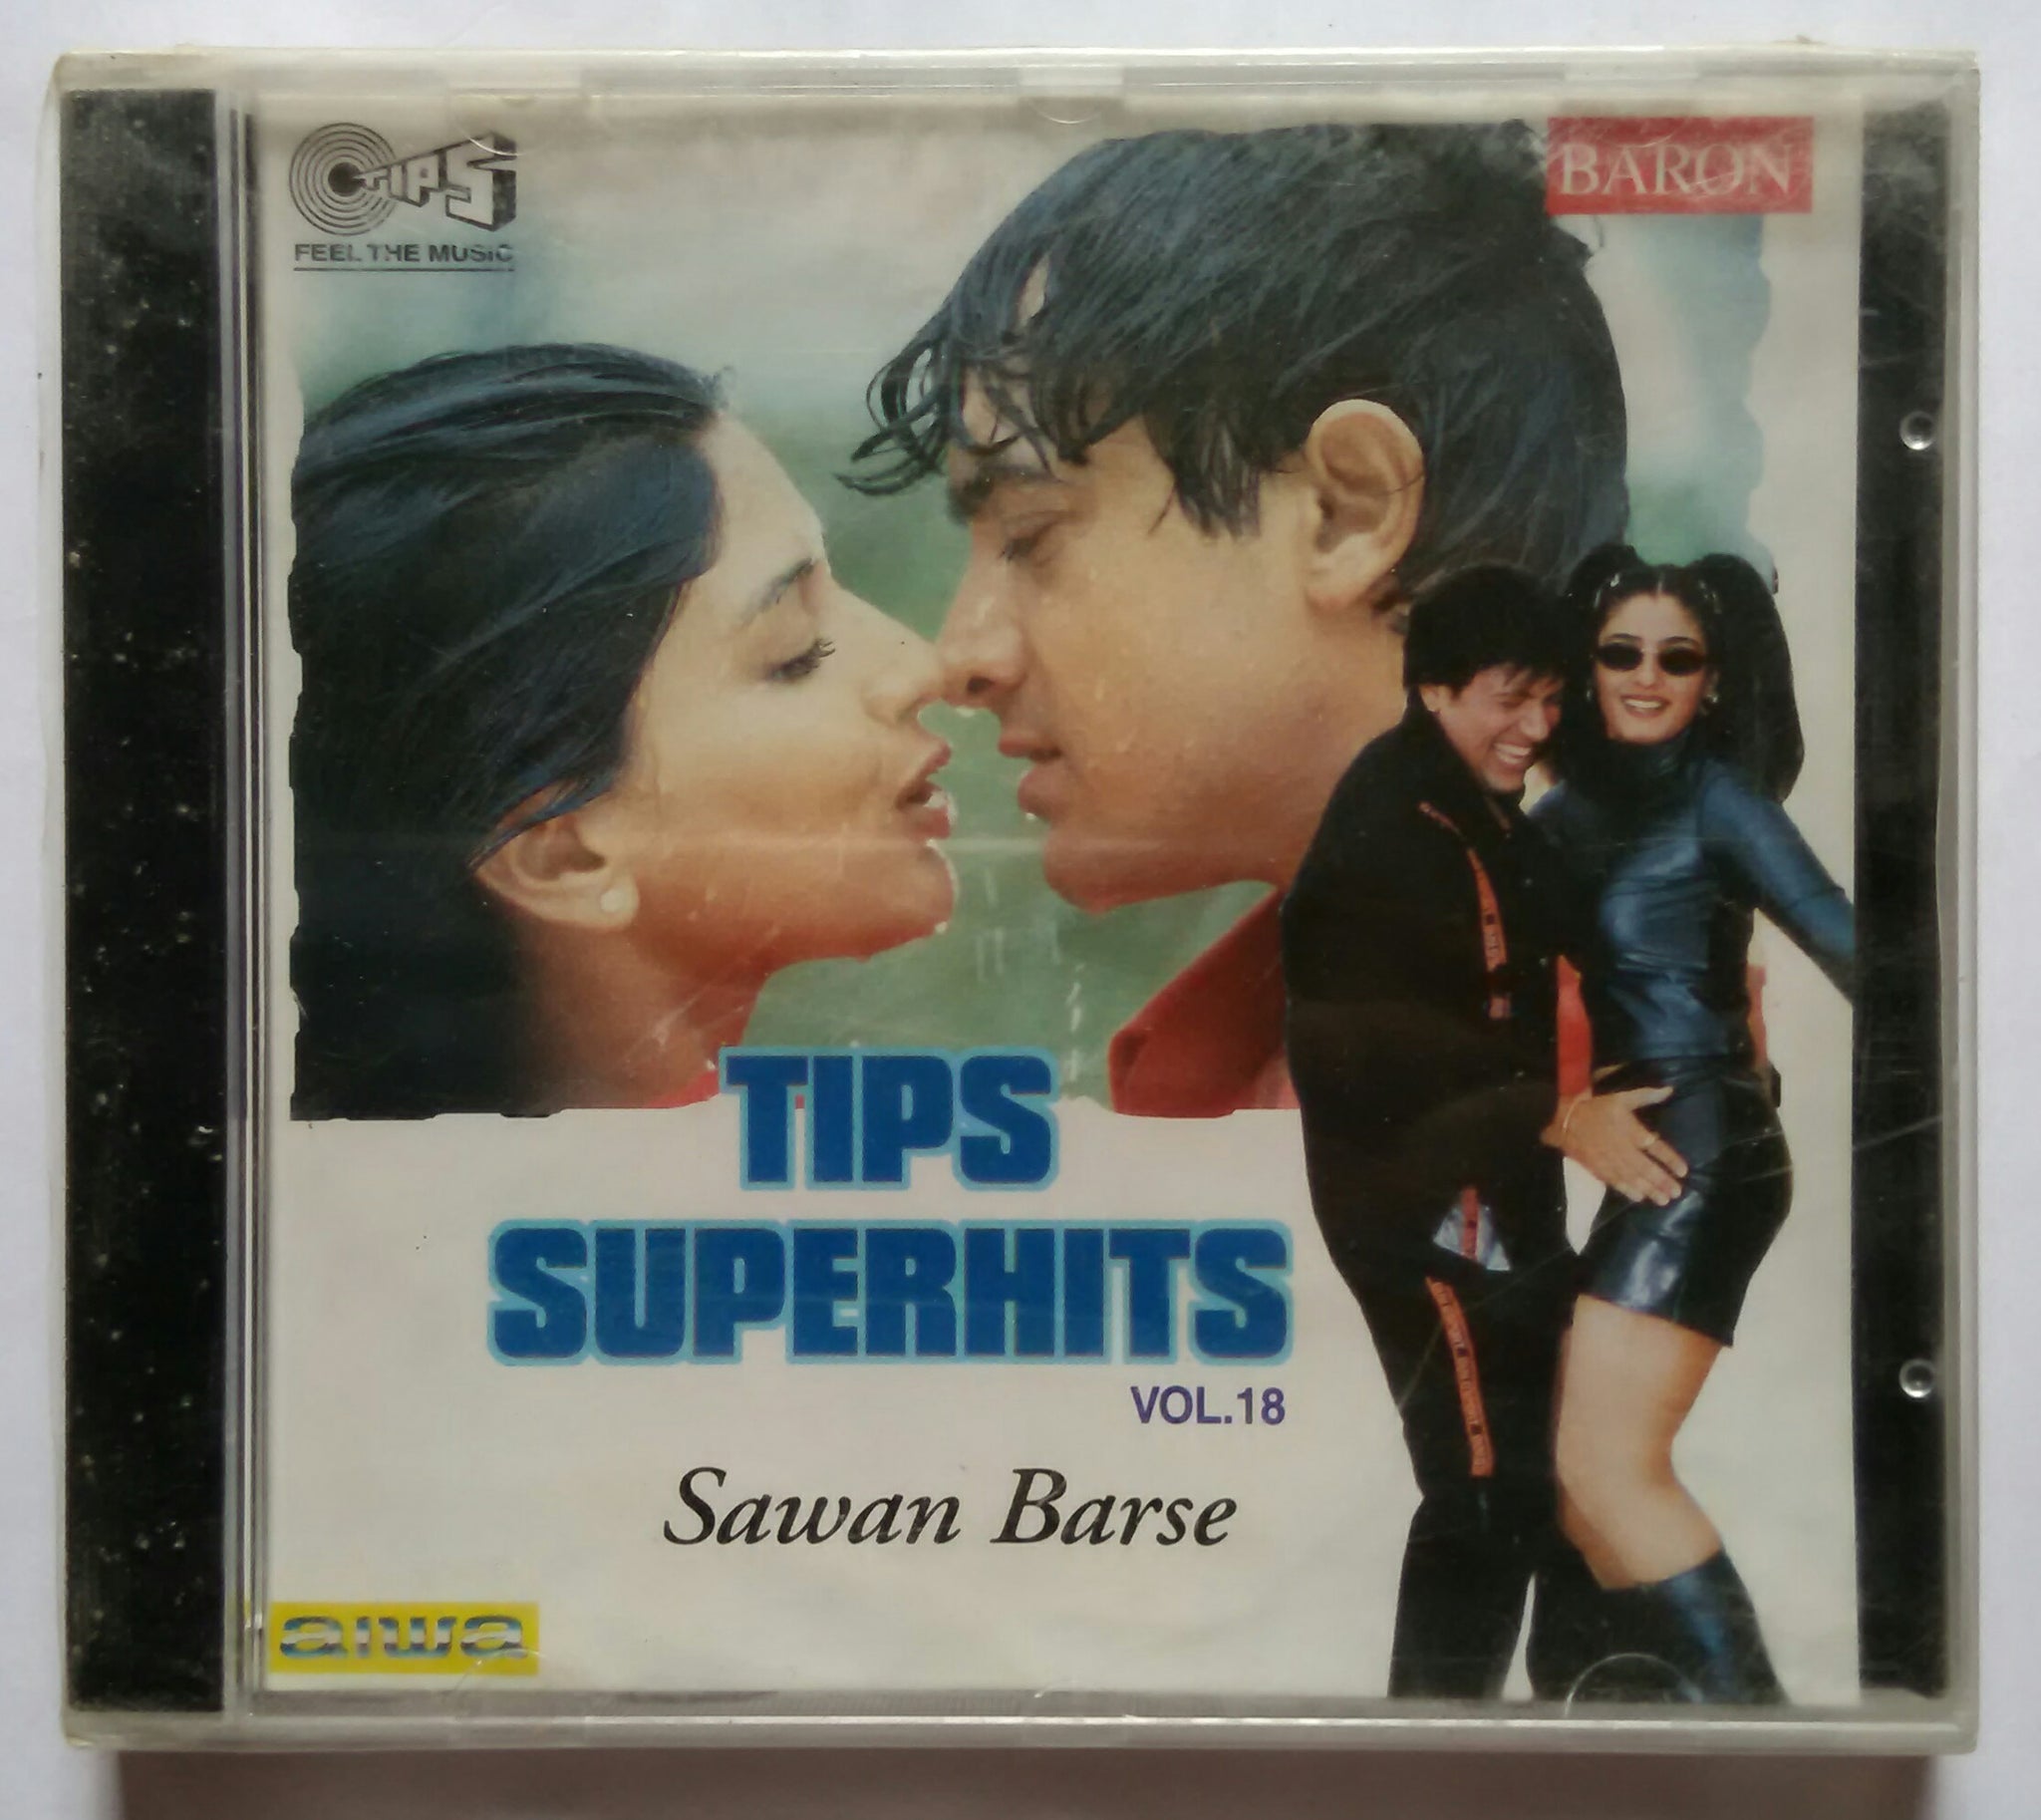 TIPS
FEEL THE MUSIC
BARON
TIPS
SUPERHITS
VOL.18
Sawan Barse
aiwa